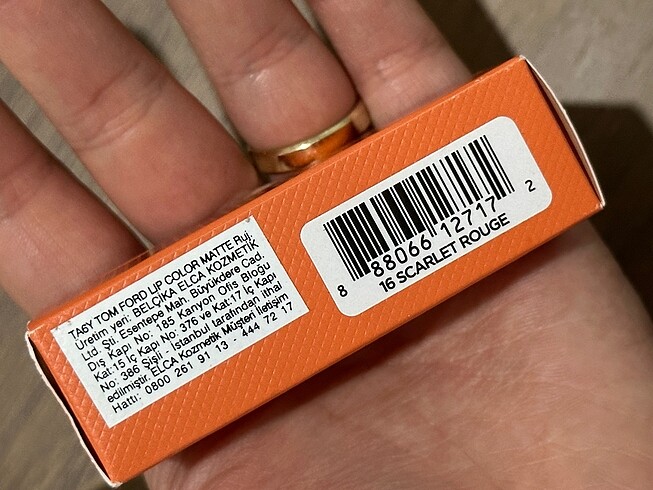 TA6Y TOM FORD LIP COLOR MATTE Ruj.
Üretim yeri: BELÇİKA ELCA KOZMETİK
Ltd. Şti. Esentepe Mah. Büyükdere Cad.
Dış Kapı No: 185 Kanyon Ofis Bloğu
Kat:15 İç Kapı No: 376 ve Kat:17 İç Kapı
No: 386 Şişli - İstanbul tarafından ithal
edilmiştir. ELCA Kozmetik Müşteri İletişim
Hattı: 0800 261 91 13 - 444 72 17
8 88066 12717 2
16 SCARLET ROUGE